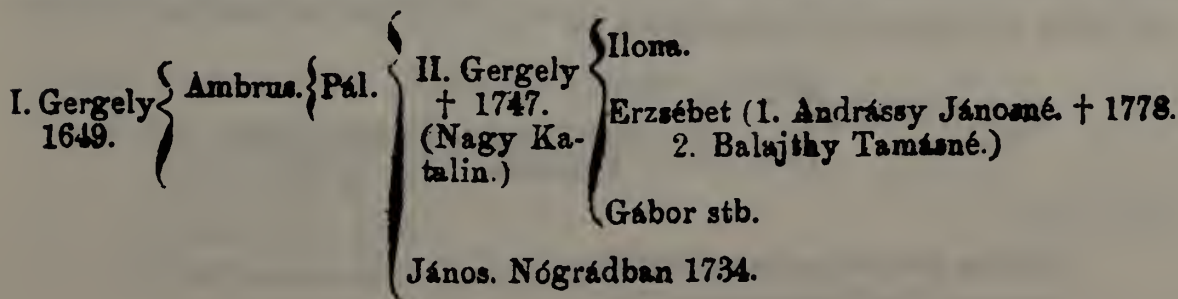 Ilona.
I. Gergely Ambrus. Pál. II. Gergely
1649. † 1747. Erzsébet (1. Andrássy Jánosné. † 1778.
(Nagy Ka- 2. Balajthy Tamásné.)
talin.)
Gábor stb.
János. Nógrádban 1734.